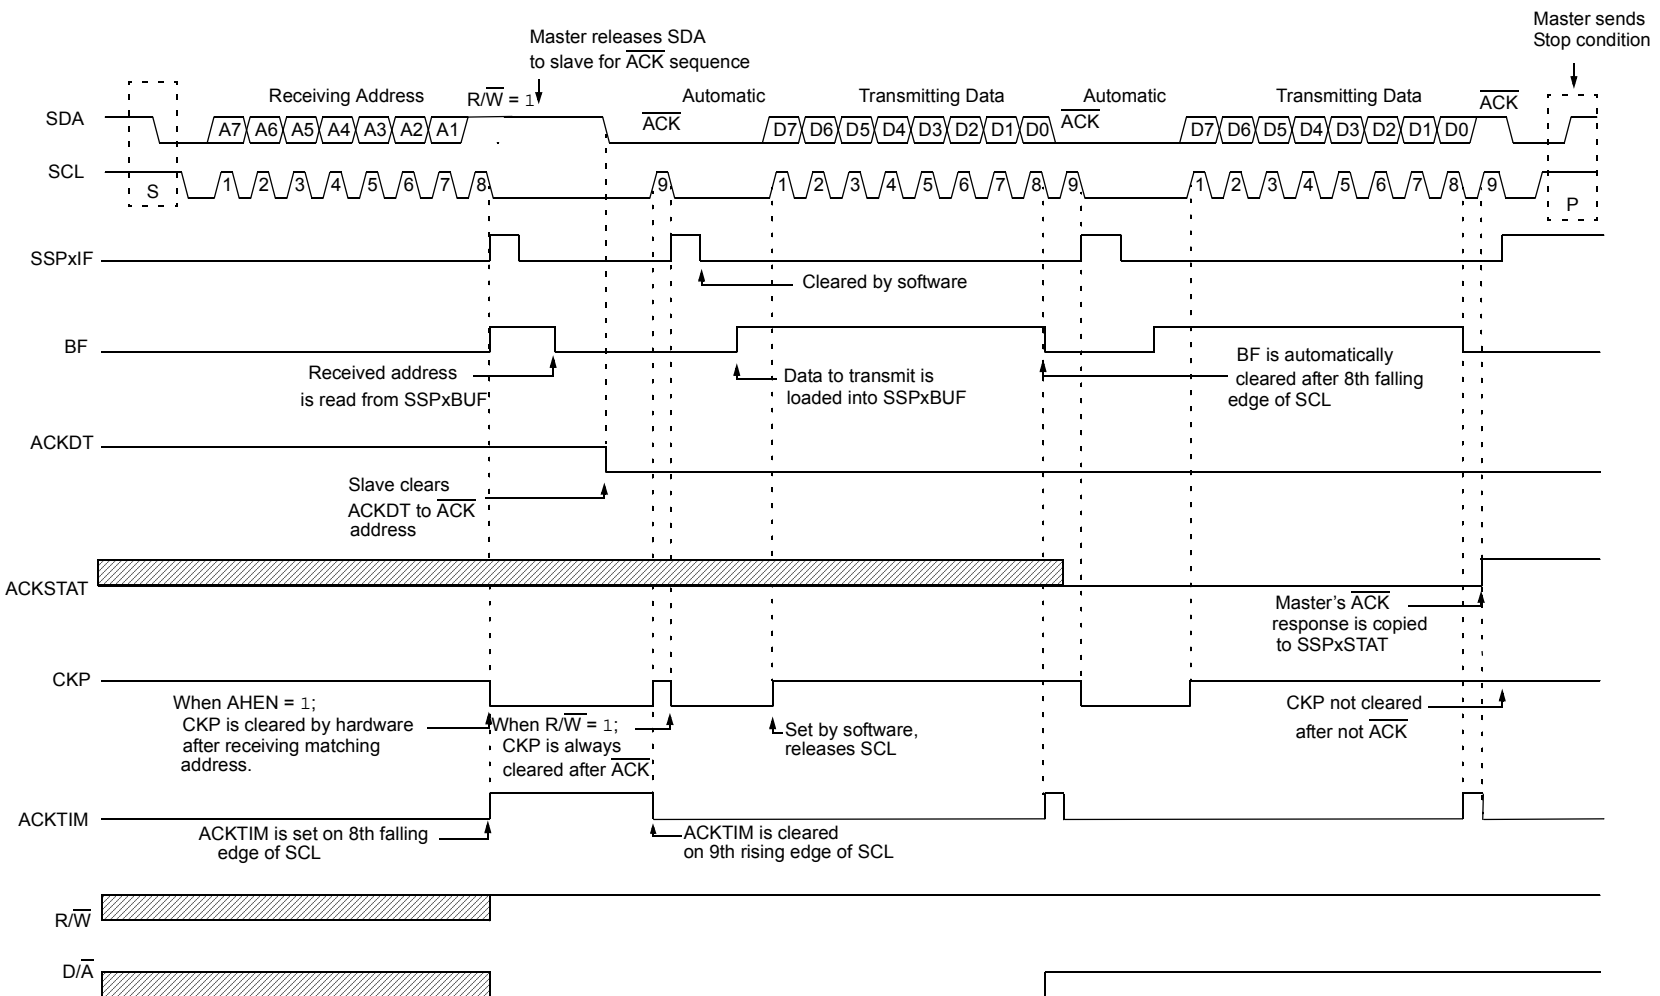 Master sends
Stop condition
Master releases SDA
to slave for ACK sequence
Receiving Address
R/W = 1
Automatic
Transmitting Data
Automatic
Transmitting Data
ACK
SDA
A7 A6 A5 A4 A3 A2 A1
ACK
D7 D6 D5 D4 D3 D2 D1 D0
ACK
D7 D6 D5 D4 D3 D2 D1 D0
SCL
S
1 2 3 4 5 6 7 8 9
1 2 3 4 5 6 7 8 9
1 2 3 4 5 6 7 8 9
P
SSPxIF
Cleared by software
BF
Received address
is read from SSPxBUF
Data to transmit is
loaded into SSPxBUF
BF is automatically
cleared after 8th falling
edge of SCL
ACKDT
Slave clears
ACKDT to ACK
address
ACKSTAT
Master’s ACK
response is copied
to SSPxSTAT
CKP
When AHEN = 1;
CKP is cleared by hardware
after receiving matching
address.
When R/W = 1;
CKP is always
cleared after ACK
Set by software,
releases SCL
CKP not cleared
after not ACK
ACKTIM
ACKTIM is set on 8th falling
edge of SCL
ACKTIM is cleared
on 9th rising edge of SCL
R/W
D/A